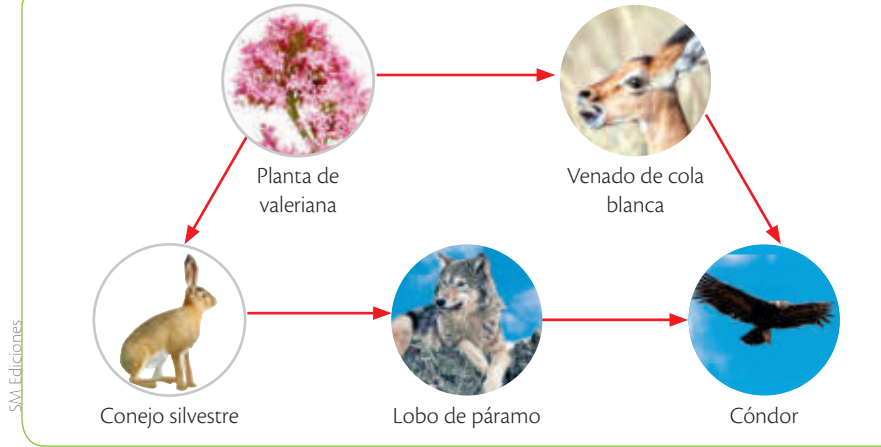 Planta de
valeriana
Venado de cola
blanca
Conejo silvestre
Lobo de páramo
Cóndor
SM Ediciones